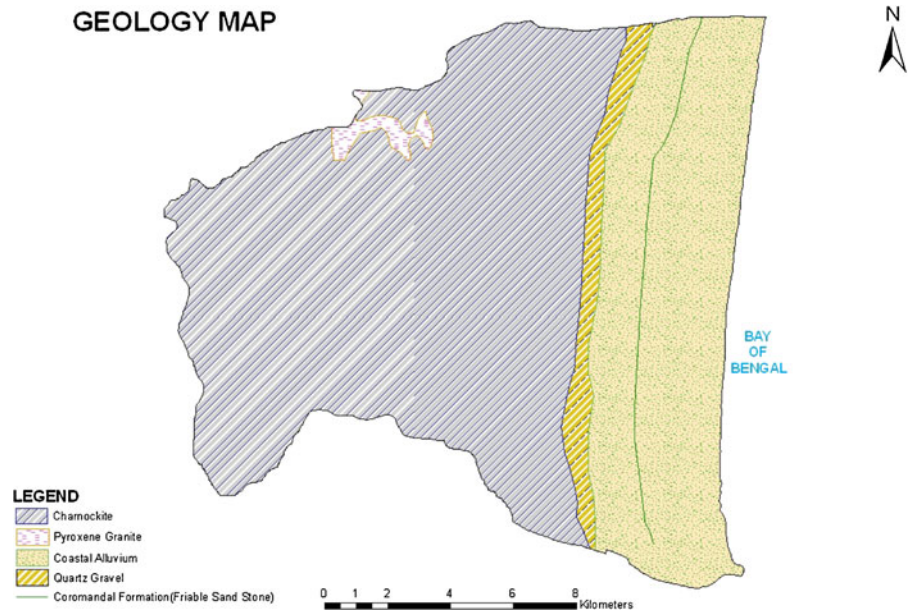 GEOLOGY MAP
N
BAY
OF
BENGAL
LEGEND
Charnockite
Pyroxene Granite
Coastal Alluvium
Quartz Gravel
Coromandal Formation(Friable Sand Stone)
0 1 2 4 6 8
Kilometers